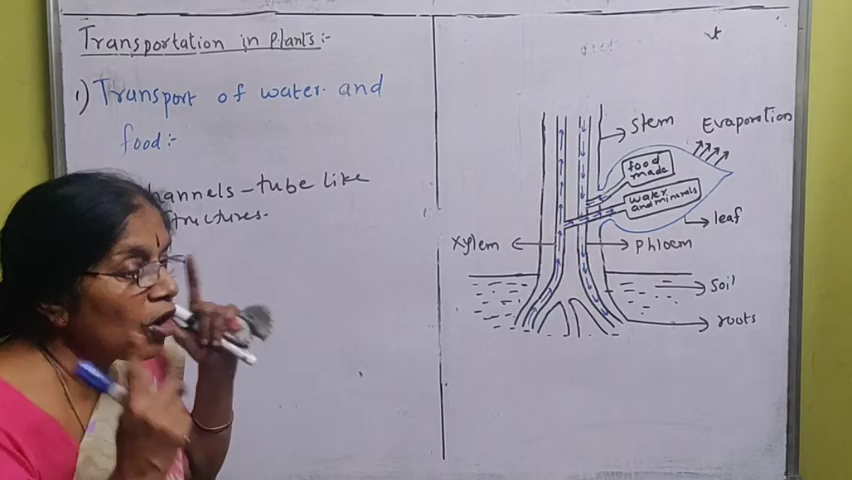 Transportation in plants:-
1) Transport of water and
food:-
hannels - tube like
tructures.
stem
Evaporation
food
made
water
and minerals
leaf
xylem
phloem
soil
roots